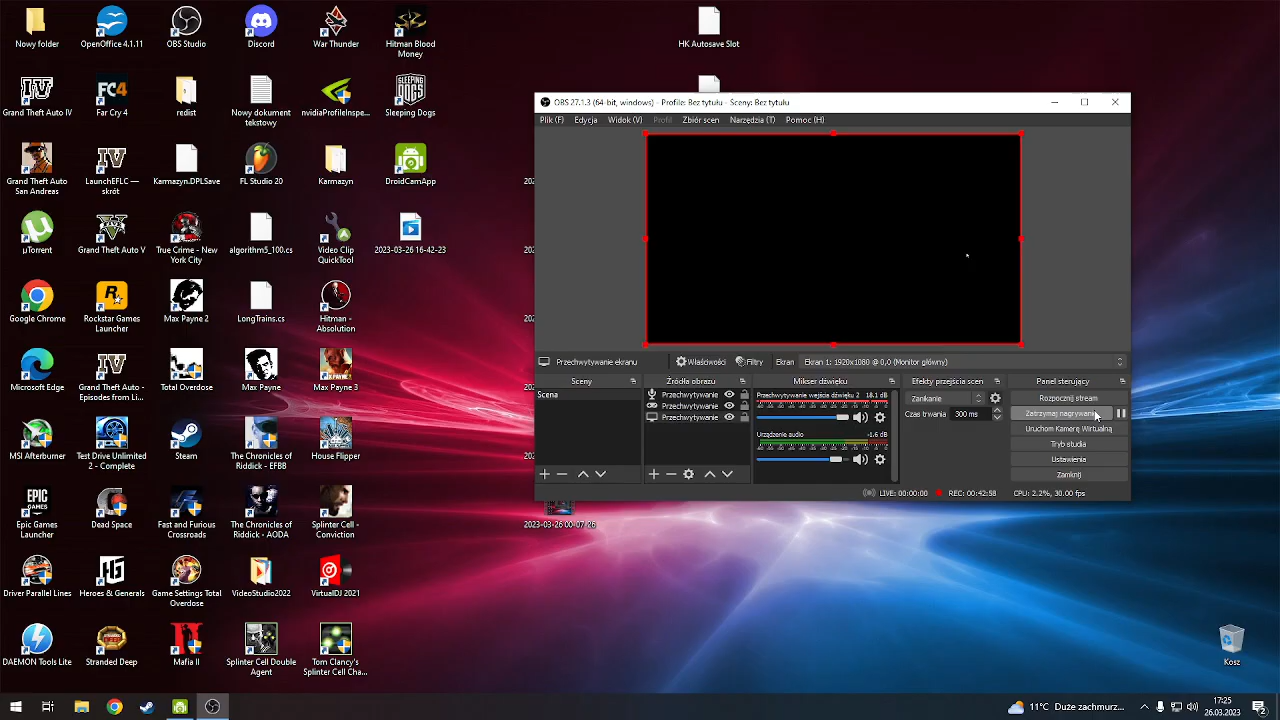 Nowy folder
OpenOffice 4.1.11
OBS Studio
Discord
War Thunder
Hitman Blood
Money
HK Autosave Slot
Grand Theft Auto
IV
Far Cry 4
redist
Nowy dokument
tekstowy
nvidiaProfileInspe...
Sleeping Dogs
Grand Theft Auto
San Andreas
LaunchEFLC —
skrót
Karmazyn.DPLSave
FL Studio 20
Karmazyn
DroidCamApp
µTorrent
Grand Theft Auto V
True Crime - New
York City
algorithm5_100.cs
Video Clip
QuickTool
2023-03-26 16-42-23
Google Chrome
Rockstar Games
Launcher
Max Payne 2
LongTrains.cs
Hitman -
Absolution
Microsoft Edge
Grand Theft Auto -
Episodes from Li...
Total Overdose
Max Payne
Max Payne 3
MSI Afterburner
Test Drive Unlimited
2 - Complete
Steam
The Chronicles of
Riddick - EFBB
House Flipper
Epic Games
Launcher
Dead Space
Fast and Furious
Crossroads
The Chronicles of
Riddick - AODA
Splinter Cell -
Conviction
Driver Parallel Lines
Heroes & Generals
Game Settings Total
Overdose
VideoStudio2022
VirtualDJ 2021
DAEMON Tools Lite
Stranded Deep
Mafia II
Splinter Cell Double
Agent
Tom Clancy's
Splinter Cell Cha...
2023-03-26 00-07-26
OBS 27.1.3 (64-bit, windows) - Profile: Bez tytułu - Sceny: Bez tytułu
Plik (F) Edycja Widok (V) Profil Zbiór scen Narzędzia (T) Pomoc (H)
Przechwytywanie ekranu Właściwości Filtry Ekran Ekran 1: 1920x1080 @ 0,0 (Monitor główny)
Sceny Źródła obrazu Mikser dźwięku Efekty przejścia scen Panel sterujący
Scena
Przechwytywanie
Przechwytywanie
Przechwytywanie
Przechwytywanie wejścia dźwięku 2 18.1 dB
Urządzenie audio -1.6 dB
Zanikanie
Czas trwania 300 ms
Rozpocznij stream
Zatrzymaj nagrywanie
Uruchom Kamerę Wirtualną
Tryb studia
Ustawienia
Zamknij
LIVE: 00:00:00 REC: 00:42:58 CPU: 2.2%, 30.00 fps
Kosz
11°C Duże zachmurz...
17:25
26.03.2023